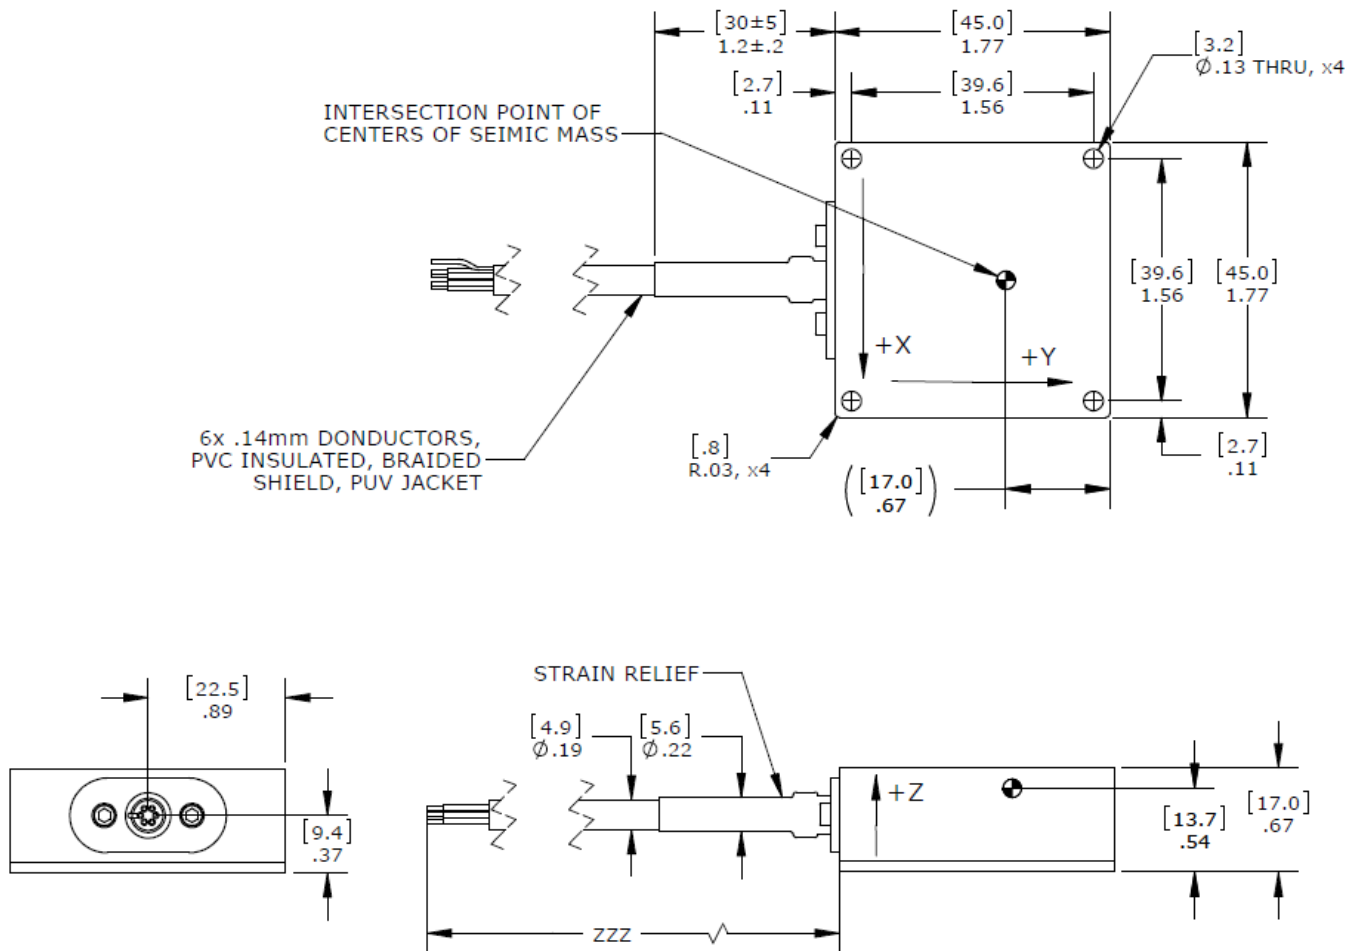 [30±5]
1.2±.2
[45.0]
1.77
[3.2]
Ø.13 THRU, x4
[2.7]
.11
[39.6]
1.56
INTERSECTION POINT OF
CENTERS OF SEIMIC MASS
[39.6]
1.56
[45.0]
1.77
+X
+Y
6x .14mm DONDUCTORS,
PVC INSULATED, BRAIDED
SHIELD, PUV JACKET
[.8]
R.03, x4
[2.7]
.11
([17.0]
.67)
STRAIN RELIEF
[22.5]
.89
[4.9]
Ø.19
[5.6]
Ø.22
+Z
[9.4]
.37
[13.7]
.54
[17.0]
.67
ZZZ